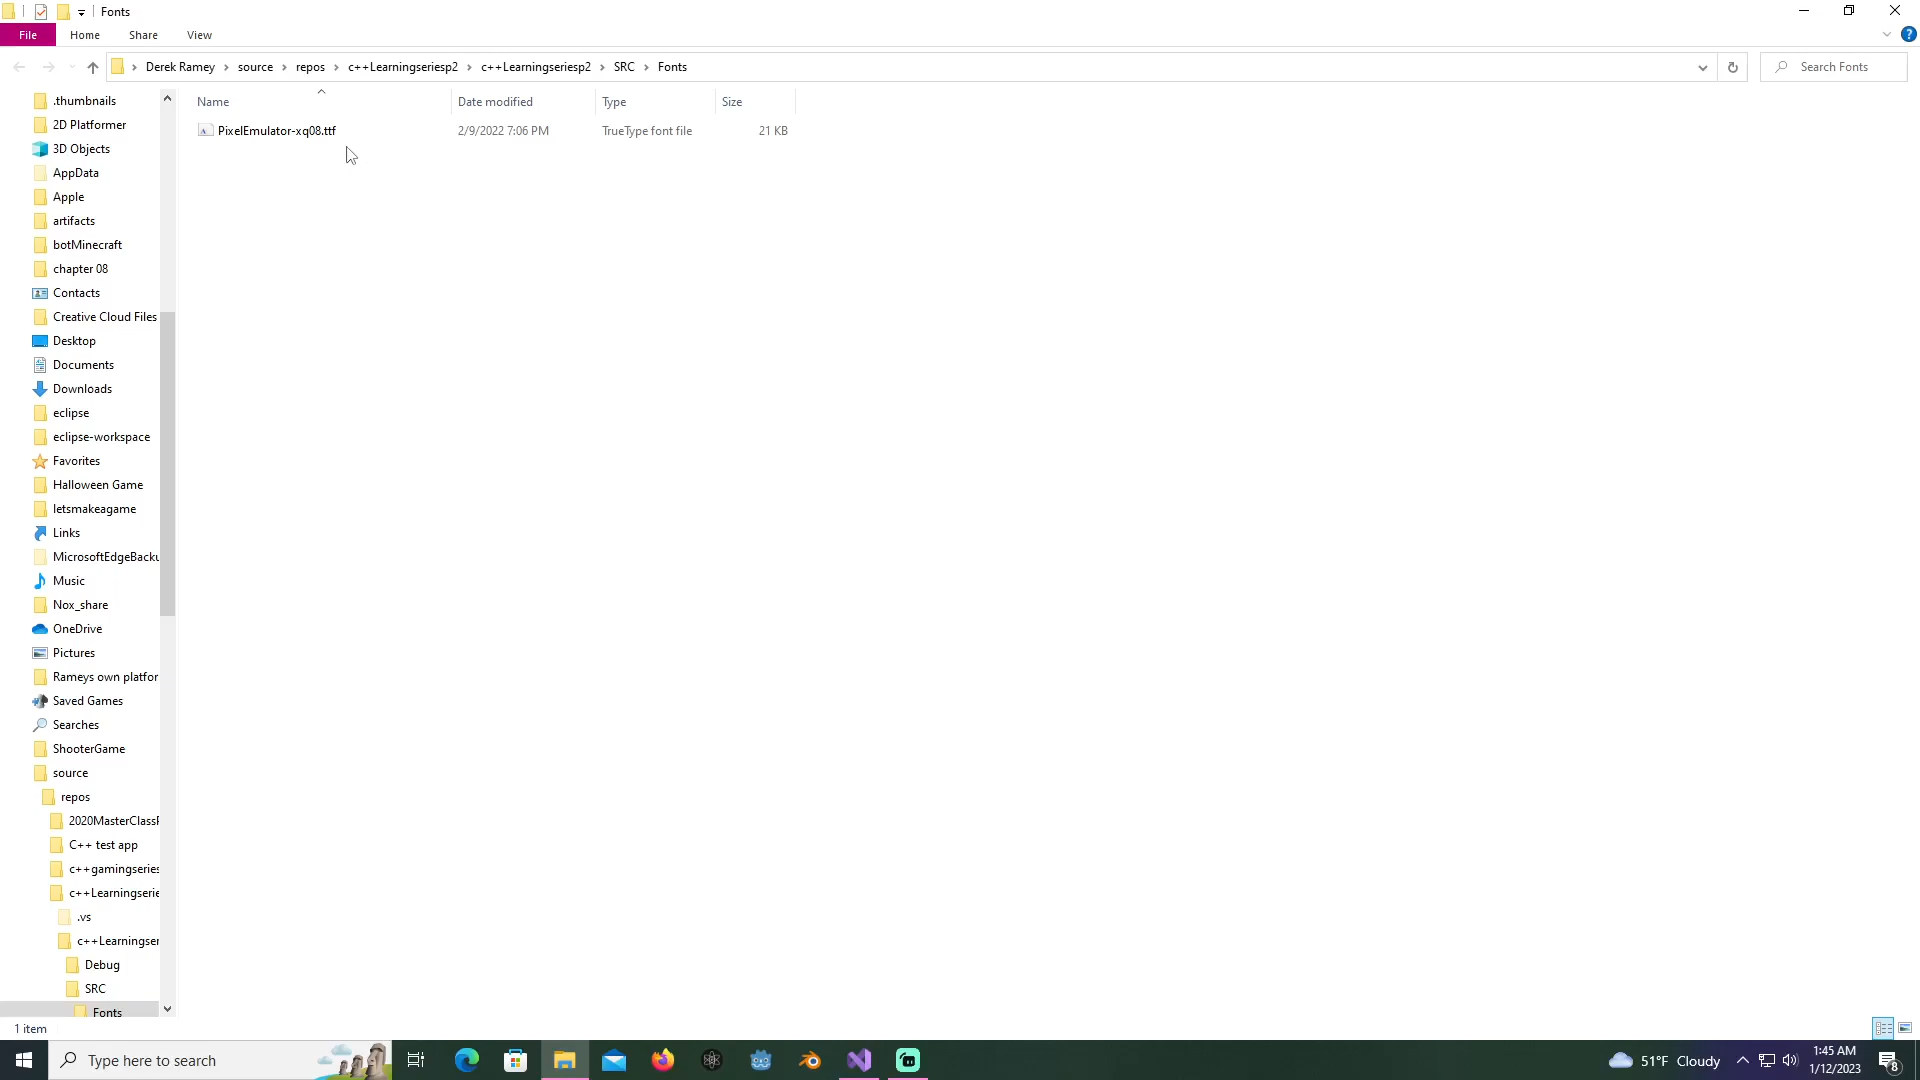 Fonts
File
Home
Share
View
Derek Ramey > source > repos > c++Learningseriesp2 > c++Learningseriesp2 > SRC > Fonts
Search Fonts
Name
Date modified
Type
Size
PixelEmulator-xq08.ttf
2/9/2022 7:06 PM
TrueType font file
21 KB
.thumbnails
2D Platformer
3D Objects
AppData
Apple
artifacts
botMinecraft
chapter 08
Contacts
Creative Cloud Files
Desktop
Documents
Downloads
eclipse
eclipse-workspace
Favorites
Halloween Game
letsmakeagame
Links
MicrosoftEdgeBacku
Music
Nox_share
OneDrive
Pictures
Rameys own platfor
Saved Games
Searches
ShooterGame
source
repos
2020MasterClassP
C++ test app
c++gamingseries
c++Learningserie
.vs
c++Learningser
Debug
SRC
Fonts
1 item
Type here to search
51°F Cloudy
1:45 AM
1/12/2023
8